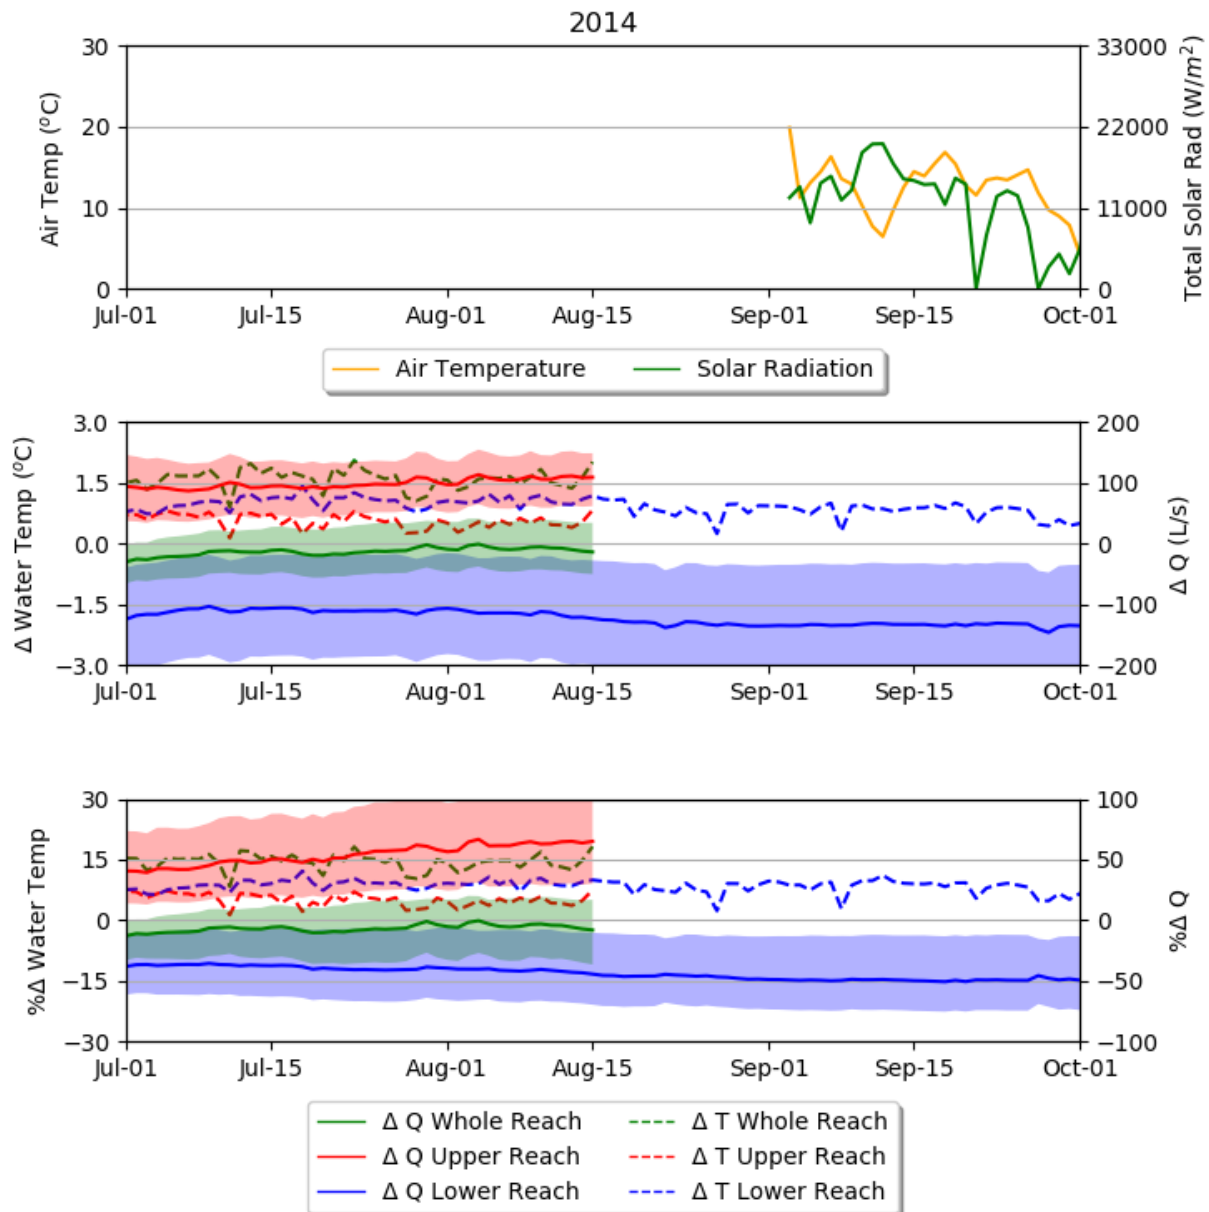 2014
30
20
10
0
Air Temp (°C)
33000
22000
11000
0
Total Solar Rad (W/m²)
Jul-01 Jul-15 Aug-01 Aug-15 Sep-01 Sep-15 Oct-01
Air Temperature Solar Radiation
3.0
1.5
0.0
−1.5
−3.0
Δ Water Temp (°C)
200
100
0
−100
−200
Δ Q (L/s)
Jul-01 Jul-15 Aug-01 Aug-15 Sep-01 Sep-15 Oct-01
30
15
0
−15
−30
%Δ Water Temp
100
50
0
−50
−100
%Δ Q
Jul-01 Jul-15 Aug-01 Aug-15 Sep-01 Sep-15 Oct-01
Δ Q Whole Reach Δ T Whole Reach
Δ Q Upper Reach Δ T Upper Reach
Δ Q Lower Reach Δ T Lower Reach